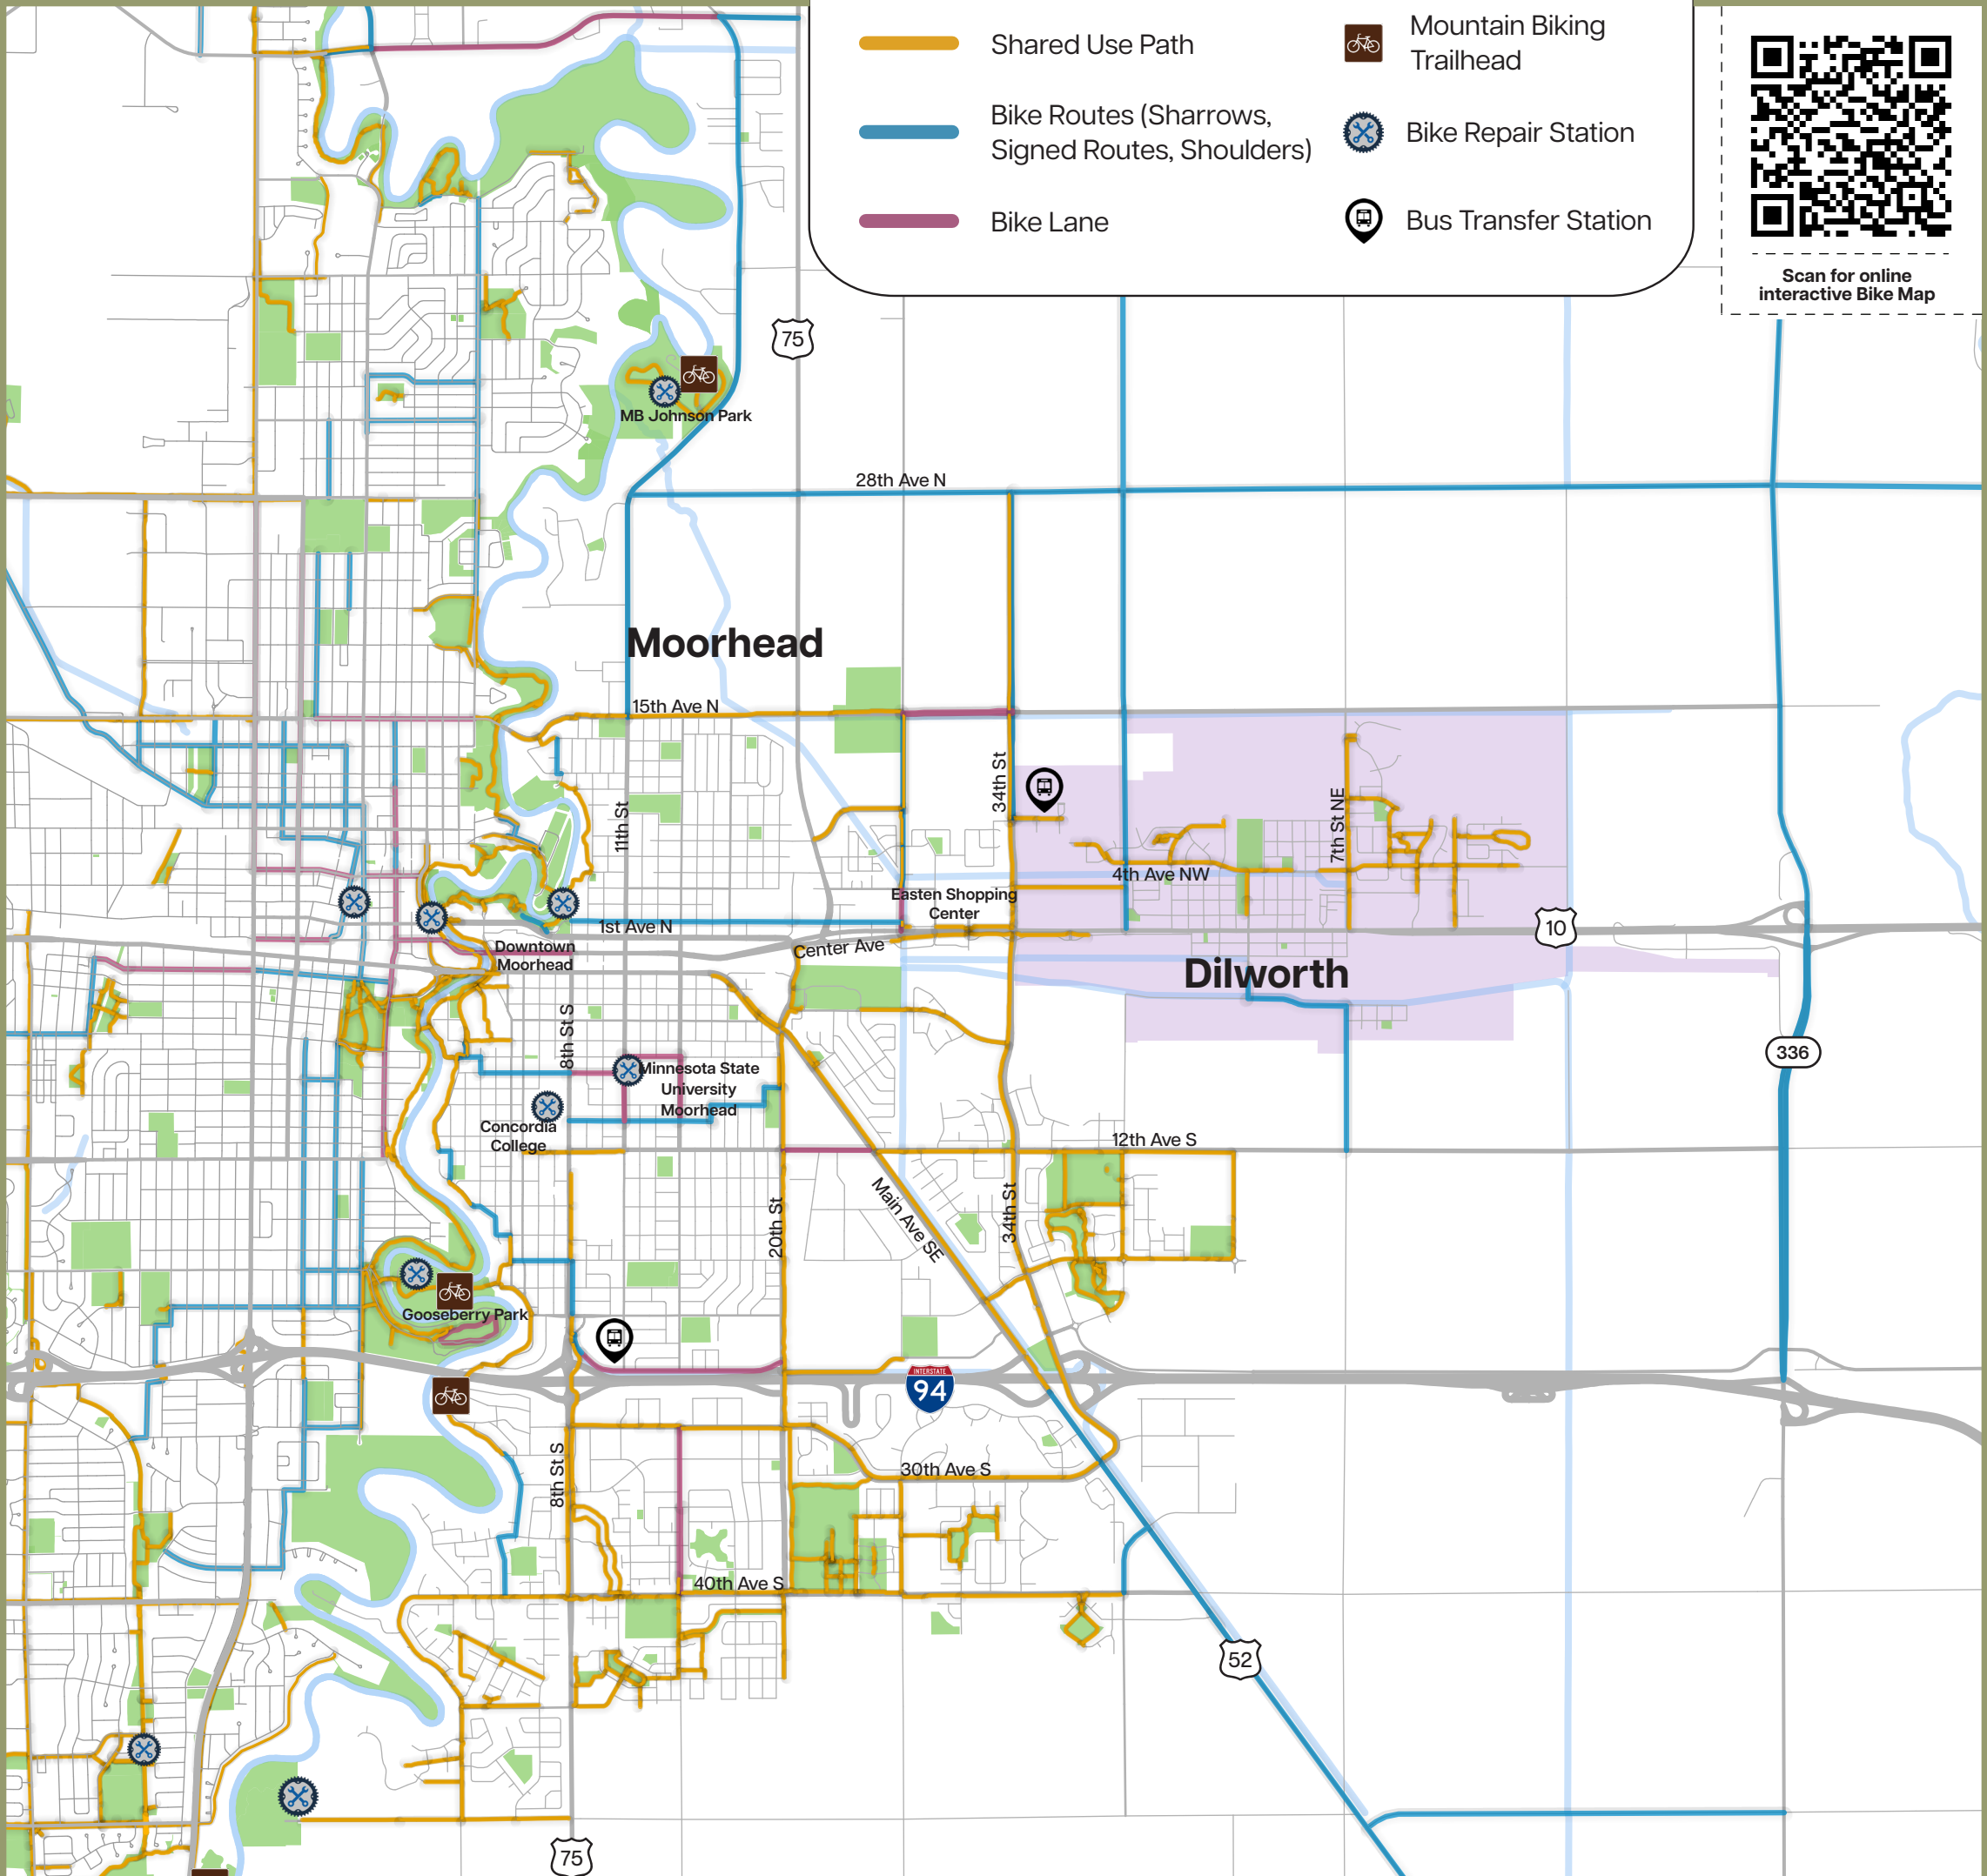 Shared Use Path
Bike Routes (Sharrows,
Signed Routes, Shoulders)
Bike Lane
Mountain Biking
Trailhead
Bike Repair Station
Bus Transfer Station
Scan for online
interactive Bike Map
75
MB Johnson Park
28th Ave N
Moorhead
15th Ave N
34th St
11th St
7th St NE
4th Ave NW
Easten Shopping
Center
1st Ave N
10
Downtown
Moorhead
Center Ave
Dilworth
8th St S
336
Minnesota State
University
Moorhead
Concordia
College
12th Ave S
Main Ave SE
34th St
20th St
Gooseberry Park
INTERSTATE
94
8th St S
30th Ave S
40th Ave S
52
75